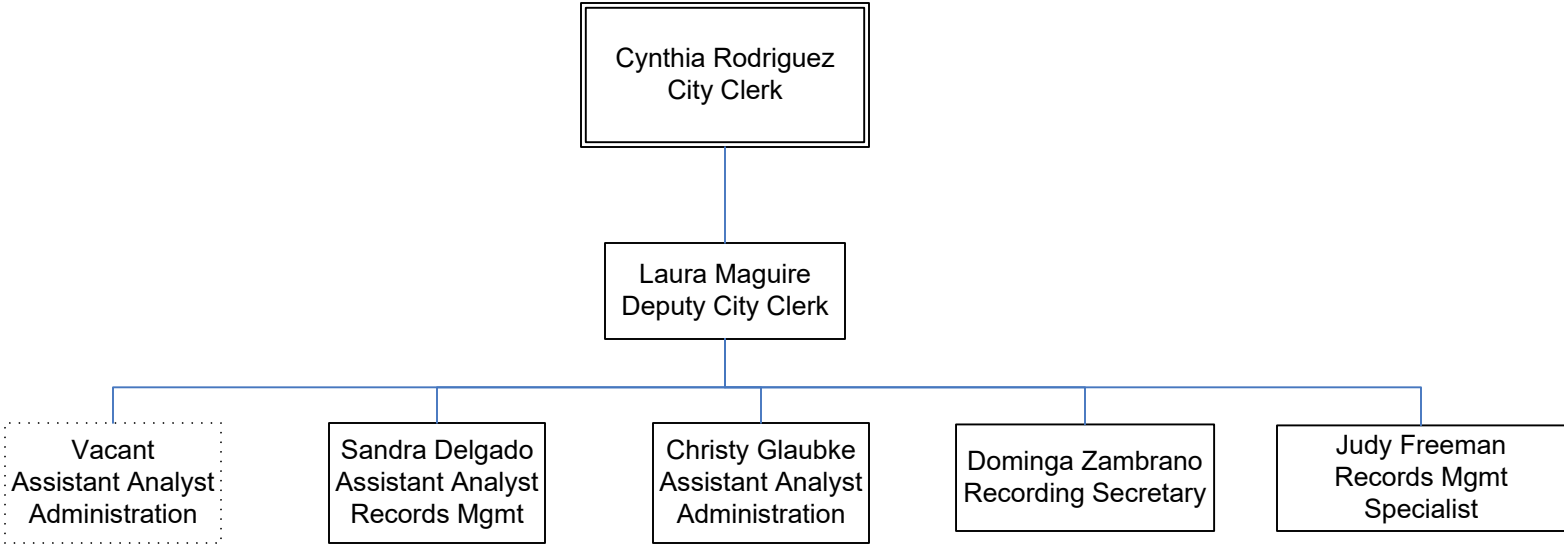 Cynthia Rodriguez
City Clerk
Laura Maguire
Deputy City Clerk
Vacant
Assistant Analyst
Administration
Sandra Delgado
Assistant Analyst
Records Mgmt
Christy Glaubke
Assistant Analyst
Administration
Dominga Zambrano
Recording Secretary
Judy Freeman
Records Mgmt
Specialist